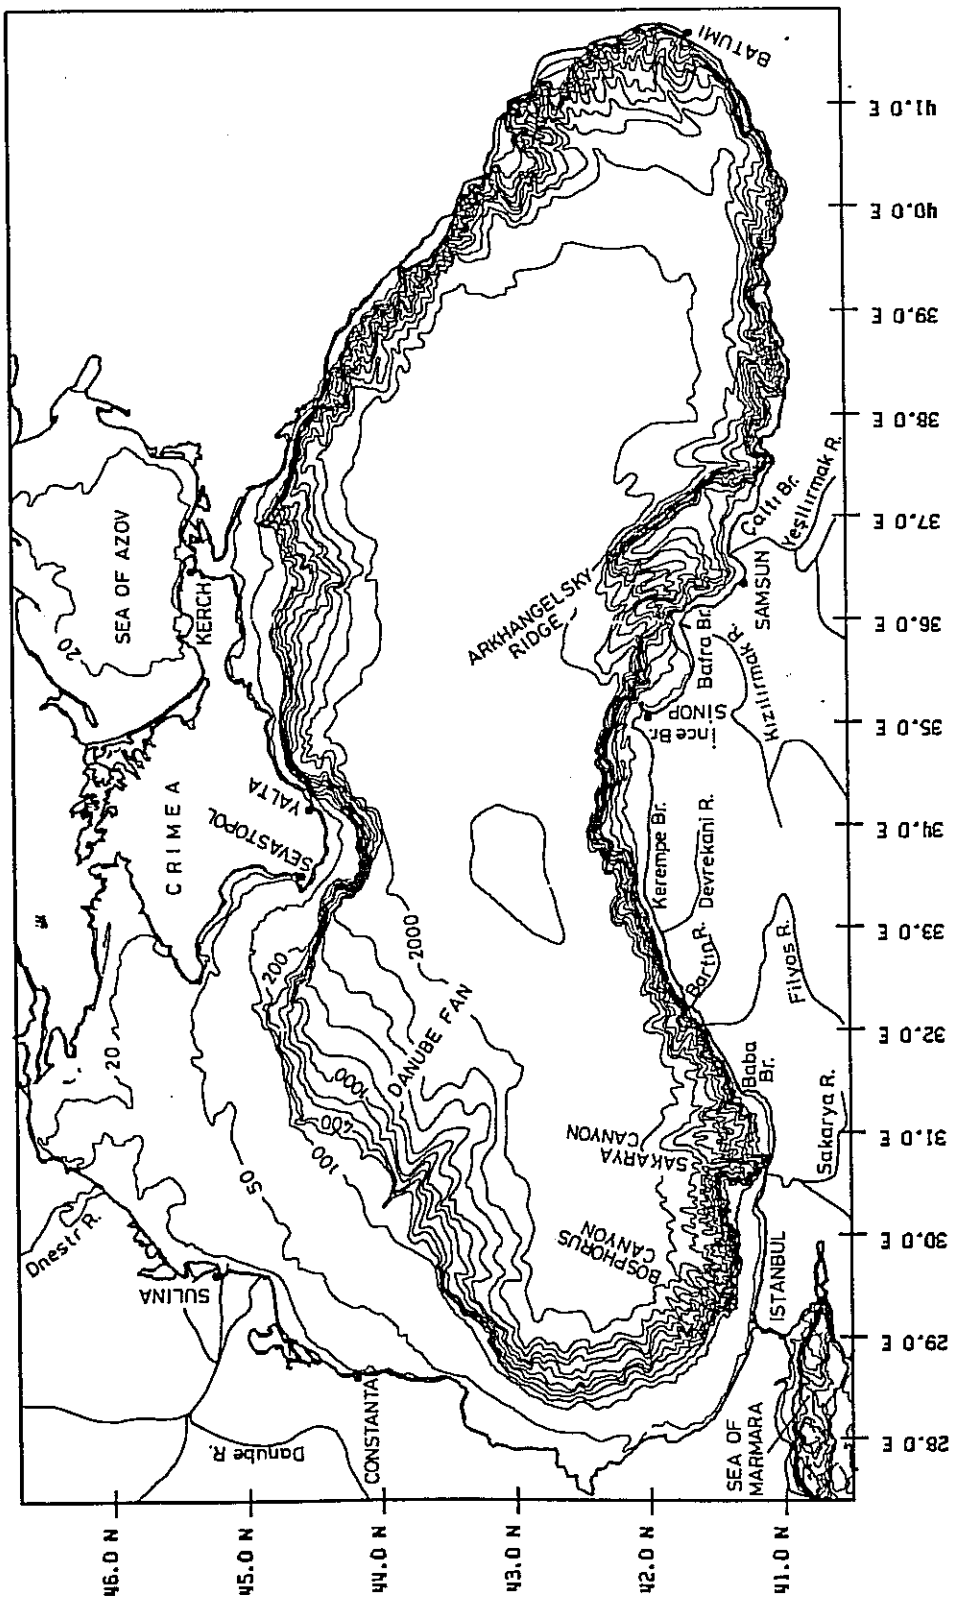 SEA OF AZOV
20
KERCH
CRIMEA
YALTA
SEVASTOPOL
20
50
100
200
400
1000
2000
DANUBE FAN
Dnestr R.
SULINA
Danube R.
CONSTANTA
BATUMI
ARKHANGELSKY
RIDGE
SAKARYA
CANYON
BOSPHORUS
CANYON
Çaltı Br.
Yeşilırmak R.
SAMSUN
Bafra Br.
Kızılırmak R.
SİNOP
İnce Br.
Kerempe Br.
Devrekani R.
Bartın R.
Filyos R.
Baba
Br.
Sakarya R.
İSTANBUL
SEA OF
MARMARA
46.0 N
45.0 N
44.0 N
43.0 N
42.0 N
41.0 N
28.0 E
29.0 E
30.0 E
31.0 E
32.0 E
33.0 E
34.0 E
35.0 E
36.0 E
37.0 E
38.0 E
39.0 E
40.0 E
41.0 E